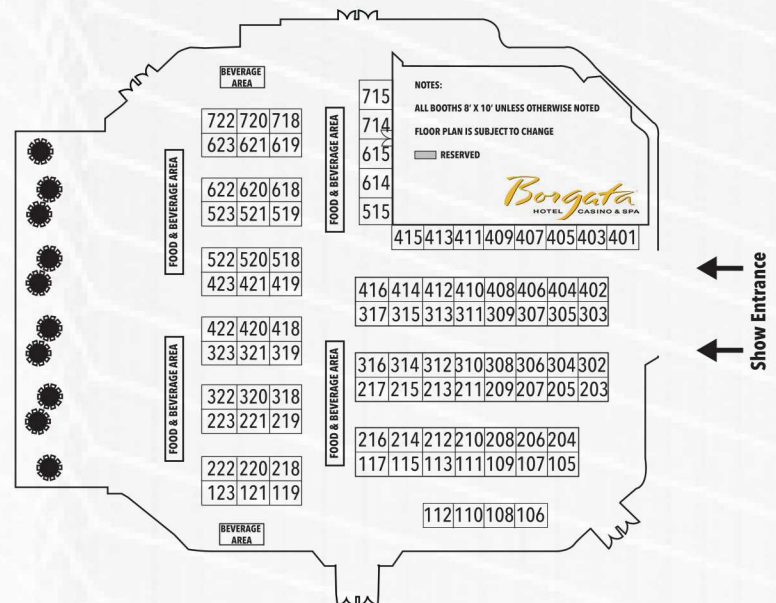 BEVERAGE
AREA
722 720 718
623 621 619
622 620 618
523 521 519
522 520 518
423 421 419
422 420 418
323 321 319
322 320 318
223 221 219
222 220 218
123 121 119
BEVERAGE
AREA
FOOD & BEVERAGE AREA
FOOD & BEVERAGE AREA
FOOD & BEVERAGE AREA
FOOD & BEVERAGE AREA
715
714
615
614
515
NOTES:
ALL BOOTHS 8' X 10' UNLESS OTHERWISE NOTED
FLOOR PLAN IS SUBJECT TO CHANGE
RESERVED
Borgata
HOTEL CASINO & SPA
415 413 411 409 407 405 403 401
416 414 412 410 408 406 404 402
317 315 313 311 309 307 305 303
316 314 312 310 308 306 304 302
217 215 213 211 209 207 205 203
216 214 212 210 208 206 204
117 115 113 111 109 107 105
112 110 108 106
Show Entrance